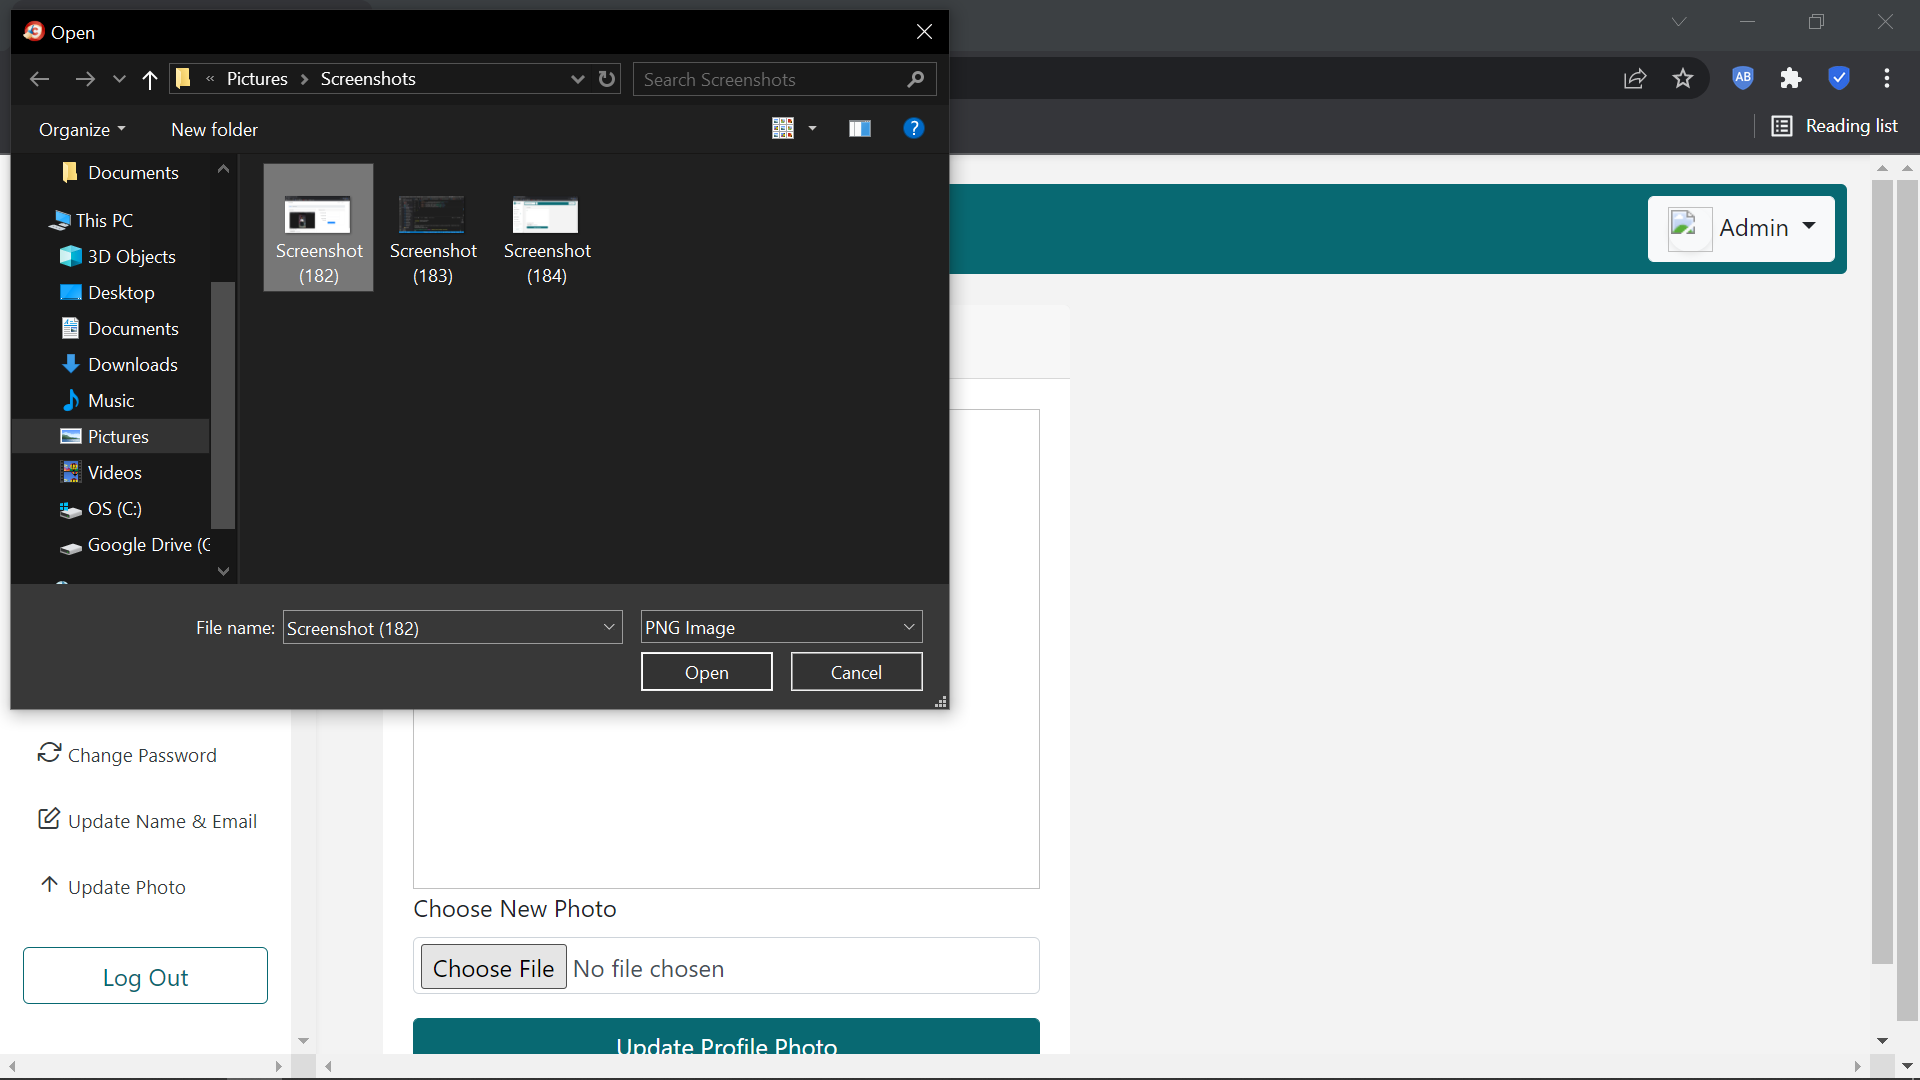 Open
« Pictures > Screenshots
Search Screenshots
Organize
New folder
Documents
This PC
3D Objects
Desktop
Documents
Downloads
Music
Pictures
Videos
OS (C:)
Google Drive (G
Screenshot
(182)
Screenshot
(183)
Screenshot
(184)
File name:
Screenshot (182)
PNG Image
Open
Cancel
AB
Reading list
Admin
Change Password
Update Name & Email
Update Photo
Log Out
Choose New Photo
Choose File
No file chosen
Update Profile Photo